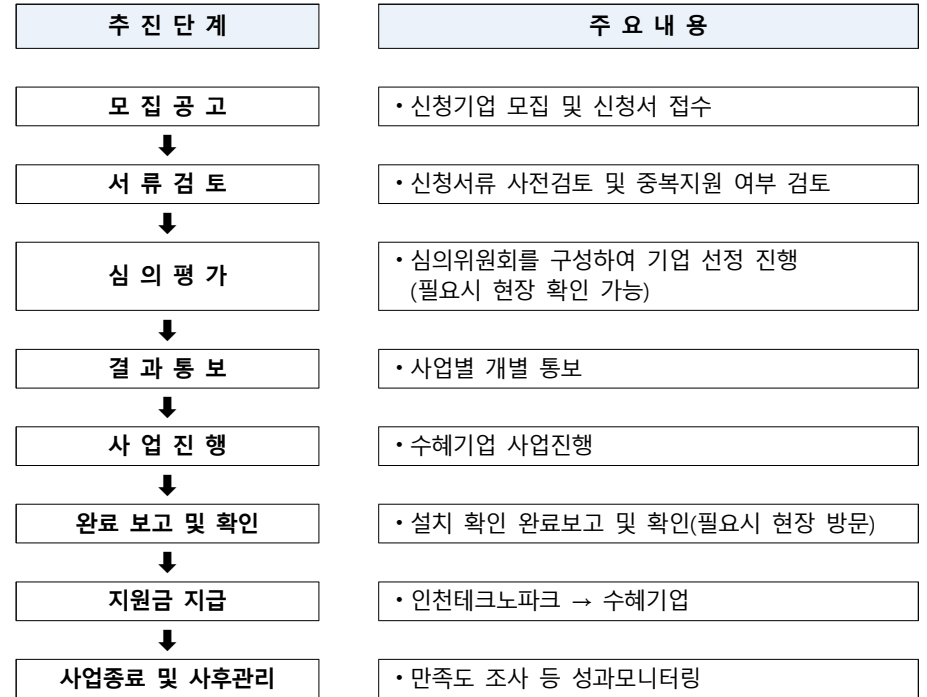 추 진 단 계
주 요 내 용
모 집 공 고
• 신청기업 모집 및 신청서 접수
⬇
서 류 검 토
• 신청서류 사전검토 및 중복지원 여부 검토
⬇
심 의 평 가
• 심의위원회를 구성하여 기업 선정 진행
(필요시 현장 확인 가능)
⬇
결 과 통 보
• 사업별 개별 통보
⬇
사 업 진 행
• 수혜기업 사업진행
⬇
완료 보고 및 확인
• 설치 확인 완료보고 및 확인(필요시 현장 방문)
⬇
지원금 지급
• 인천테크노파크 → 수혜기업
⬇
사업종료 및 사후관리
• 만족도 조사 등 성과모니터링